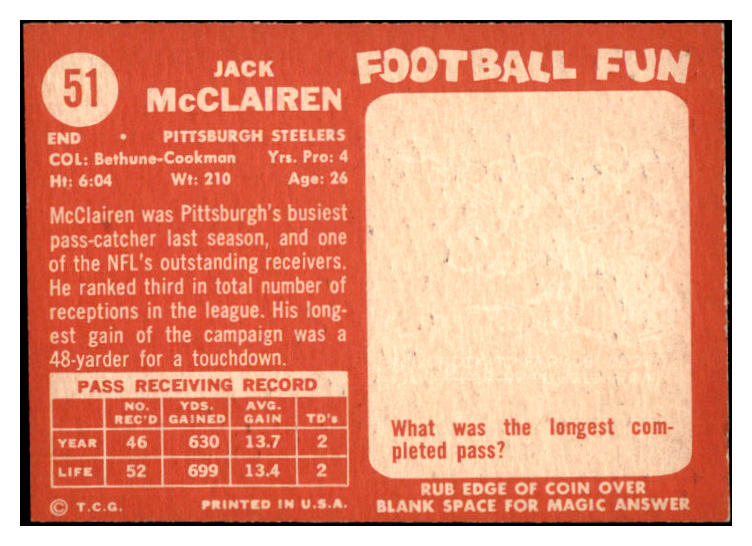 51
JACK
McCLAIREN
END • PITTSBURGH STEELERS
COL: Bethune-Cookman Yrs. Pro: 4
Ht: 6:04 Wt: 210 Age: 26
McClairen was Pittsburgh's busiest
pass-catcher last season, and one
of the NFL's outstanding receivers.
He ranked third in total number of
receptions in the league. His long-
est gain of the campaign was a
48-yarder for a touchdown.
PASS RECEIVING RECORD
NO. REC'D YDS. GAINED AVG. GAIN TD's
YEAR 46 630 13.7 2
LIFE 52 699 13.4 2
© T.C.G. PRINTED IN U.S.A.
FOOTBALL FUN
What was the longest com-
pleted pass?
RUB EDGE OF COIN OVER
BLANK SPACE FOR MAGIC ANSWER